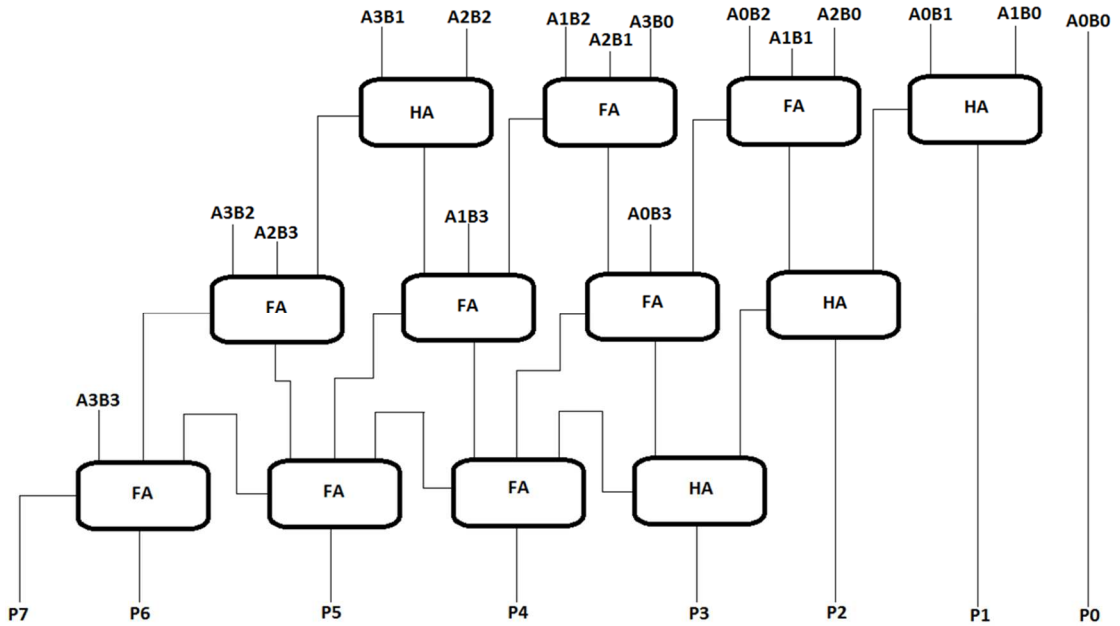 A3B1 A2B2 A1B2 A3B0 A0B2 A2B0 A0B1 A1B0 A0B0
A2B1 A1B1
HA FA FA HA
A3B2 A1B3 A0B3
A2B3
FA FA FA HA
A3B3
FA FA FA HA
P7 P6 P5 P4 P3 P2 P1 P0